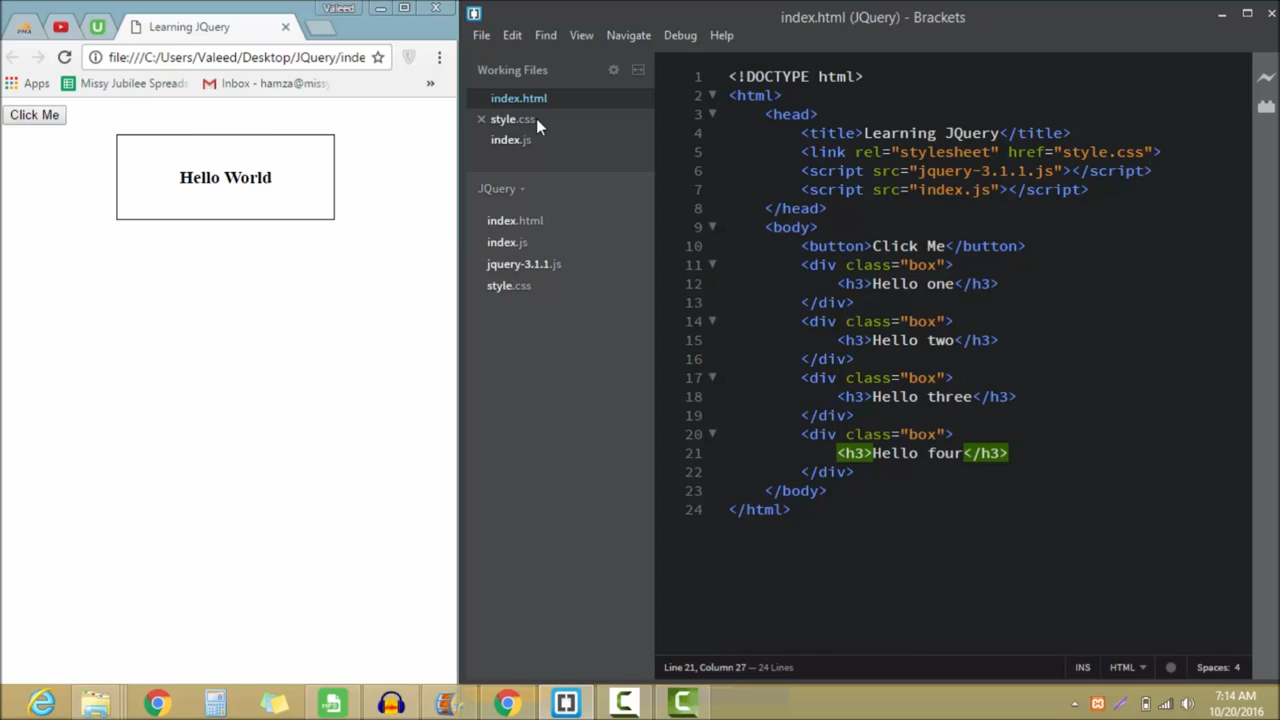 Valeed
PMA
Learning JQuery
file:///C:/Users/Valeed/Desktop/JQuery/inde
Apps
Missy Jubilee Spreads
Inbox - hamza@missy
»
Click Me
Hello World
index.html (JQuery) - Brackets
File Edit Find View Navigate Debug Help
Working Files
index.html
style.css
index.js
JQuery
index.html
index.js
jquery-3.1.1.js
style.css
1 <!DOCTYPE html>
2 <html>
3 <head>
4 <title>Learning JQuery</title>
5 <link rel="stylesheet" href="style.css">
6 <script src="jquery-3.1.1.js"></script>
7 <script src="index.js"></script>
8 </head>
9 <body>
10 <button>Click Me</button>
11 <div class="box">
12 <h3>Hello one</h3>
13 </div>
14 <div class="box">
15 <h3>Hello two</h3>
16 </div>
17 <div class="box">
18 <h3>Hello three</h3>
19 </div>
20 <div class="box">
21 <h3>Hello four</h3>
22 </div>
23 </body>
24 </html>
Line 21, Column 27 — 24 Lines
INS HTML Spaces: 4
7:14 AM
10/20/2016